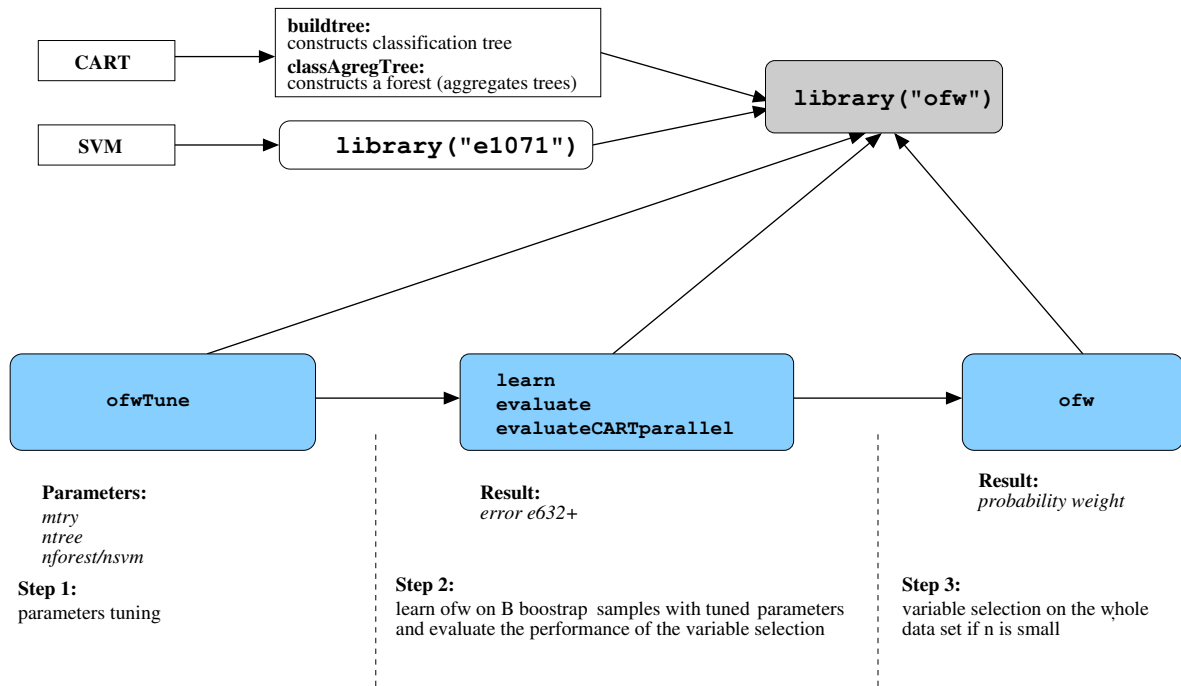 CART
buildtree:
constructs classification tree
classAgregTree:
constructs a forest (aggregates trees)
library("ofw")
SVM
library("e1071")
ofwTune
learn
evaluate
evaluateCARTparallel
ofw
Parameters:
mtry
ntree
nforest/nsvm
Result:
error e632+
Result:
probability weight
Step 1:
parameters tuning
Step 2:
learn ofw on B boostrap samples with tuned parameters
and evaluate the performance of the variable selection
Step 3:
variable selection on the whole
data set if n is small